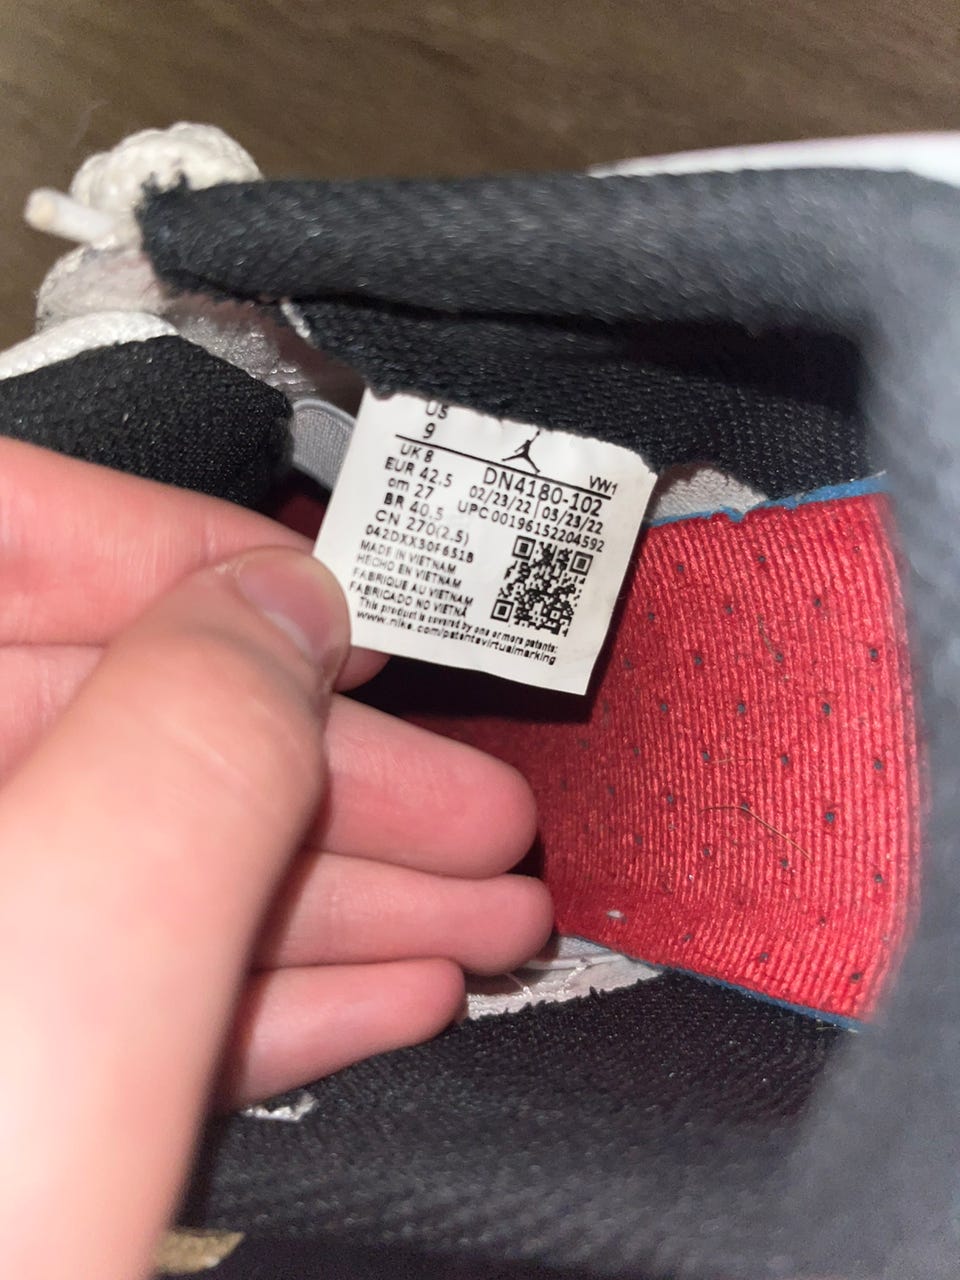 US
9
UK 8
EUR 42.5
cm 27
BR 40.5
CN 270(2.5)
042DXX30F651B
MADE IN VIETNAM
HECHO EN VIETNAM
FABRIQUE AU VIETNAM
FABRICADO NO VIETNÃ
This product is covered by one or more patents:
www.nike.com/patentsvirtualmarking
VW1
DN4180-102
02/23/22 03/23/22
UPC 00196152204592